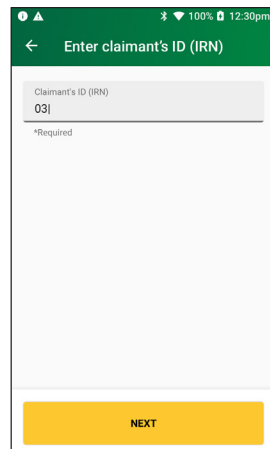 100% 12:30pm
Enter claimant's ID (IRN)
Claimant's ID (IRN)
03
*Required
NEXT